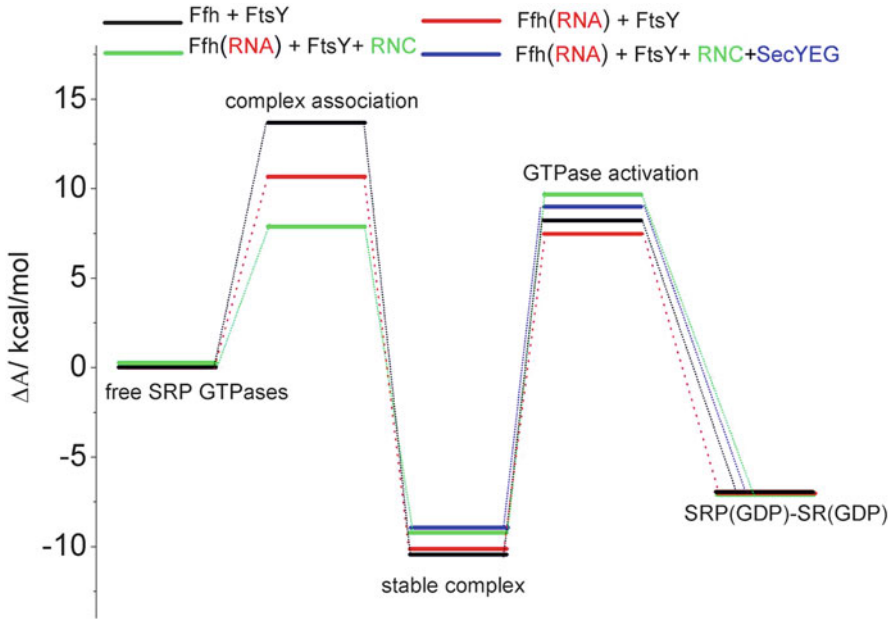 Ffh + FtsY
Ffh(RNA) + FtsY
Ffh(RNA) + FtsY+ RNC
Ffh(RNA) + FtsY+ RNC+SecYEG
ΔA/ kcal/mol
15
10
5
0
-5
-10
complex association
GTPase activation
free SRP GTPases
SRP(GDP)-SR(GDP)
stable complex